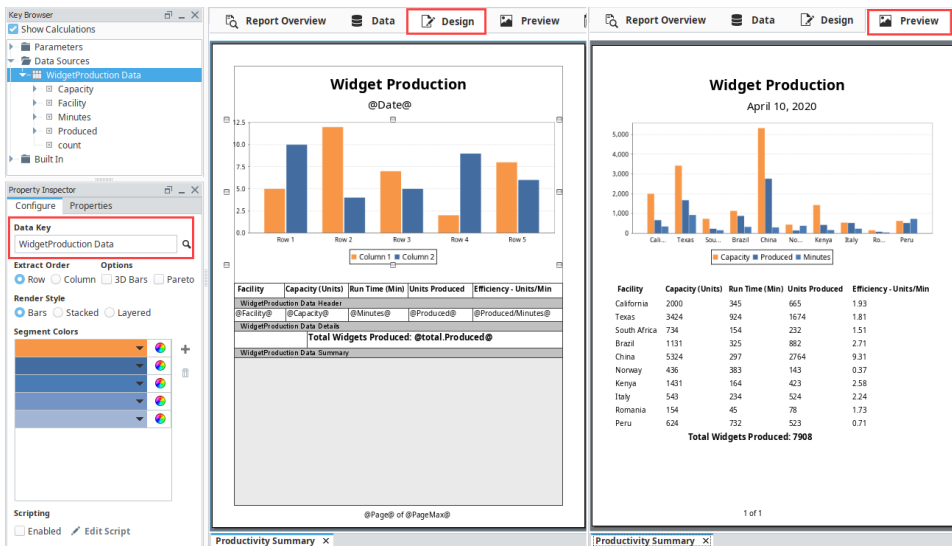 Key Browser
Show Calculations
Parameters
Data Sources
WidgetProduction Data
Capacity
Facility
Minutes
Produced
count
Built In
Property Inspector
Configure Properties
Data Key
WidgetProduction Data
Extract Order Options
Row Column 3D Bars Pareto
Render Style
Bars Stacked Layered
Segment Colors
Scripting
Enabled Edit Script
Report Overview Data Design Preview
Widget Production
@Date@
12.5
10.0
7.5
5.0
2.5
0.0
Row 1 Row 2 Row 3 Row 4 Row 5
Column 1 Column 2
Facility Capacity (Units) Run Time (Min) Units Produced Efficiency - Units/Min
WidgetProduction Data Header
@Facility@ @Capacity@ @Minutes@ @Produced@ @Produced/Minutes@
WidgetProduction Data Details
Total Widgets Produced: @total.Produced@
WidgetProduction Data Summary
@Page@ of @PageMax@
Productivity Summary X
Report Overview Data Design Preview
Widget Production
April 10, 2020
5,000
4,000
3,000
2,000
1,000
0
Cali... Texas Sou... Brazil China No... Kenya Italy Ro... Peru
Capacity Produced Minutes
Facility Capacity (Units) Run Time (Min) Units Produced Efficiency - Units/Min
California 2000 345 665 1.93
Texas 3424 924 1674 1.81
South Africa 734 154 232 1.51
Brazil 1131 325 882 2.71
China 5324 297 2764 9.31
Norway 436 383 143 0.37
Kenya 1431 164 423 2.58
Italy 543 234 524 2.24
Romania 154 45 78 1.73
Peru 624 732 523 0.71
Total Widgets Produced: 7908
1 of 1
Productivity Summary X